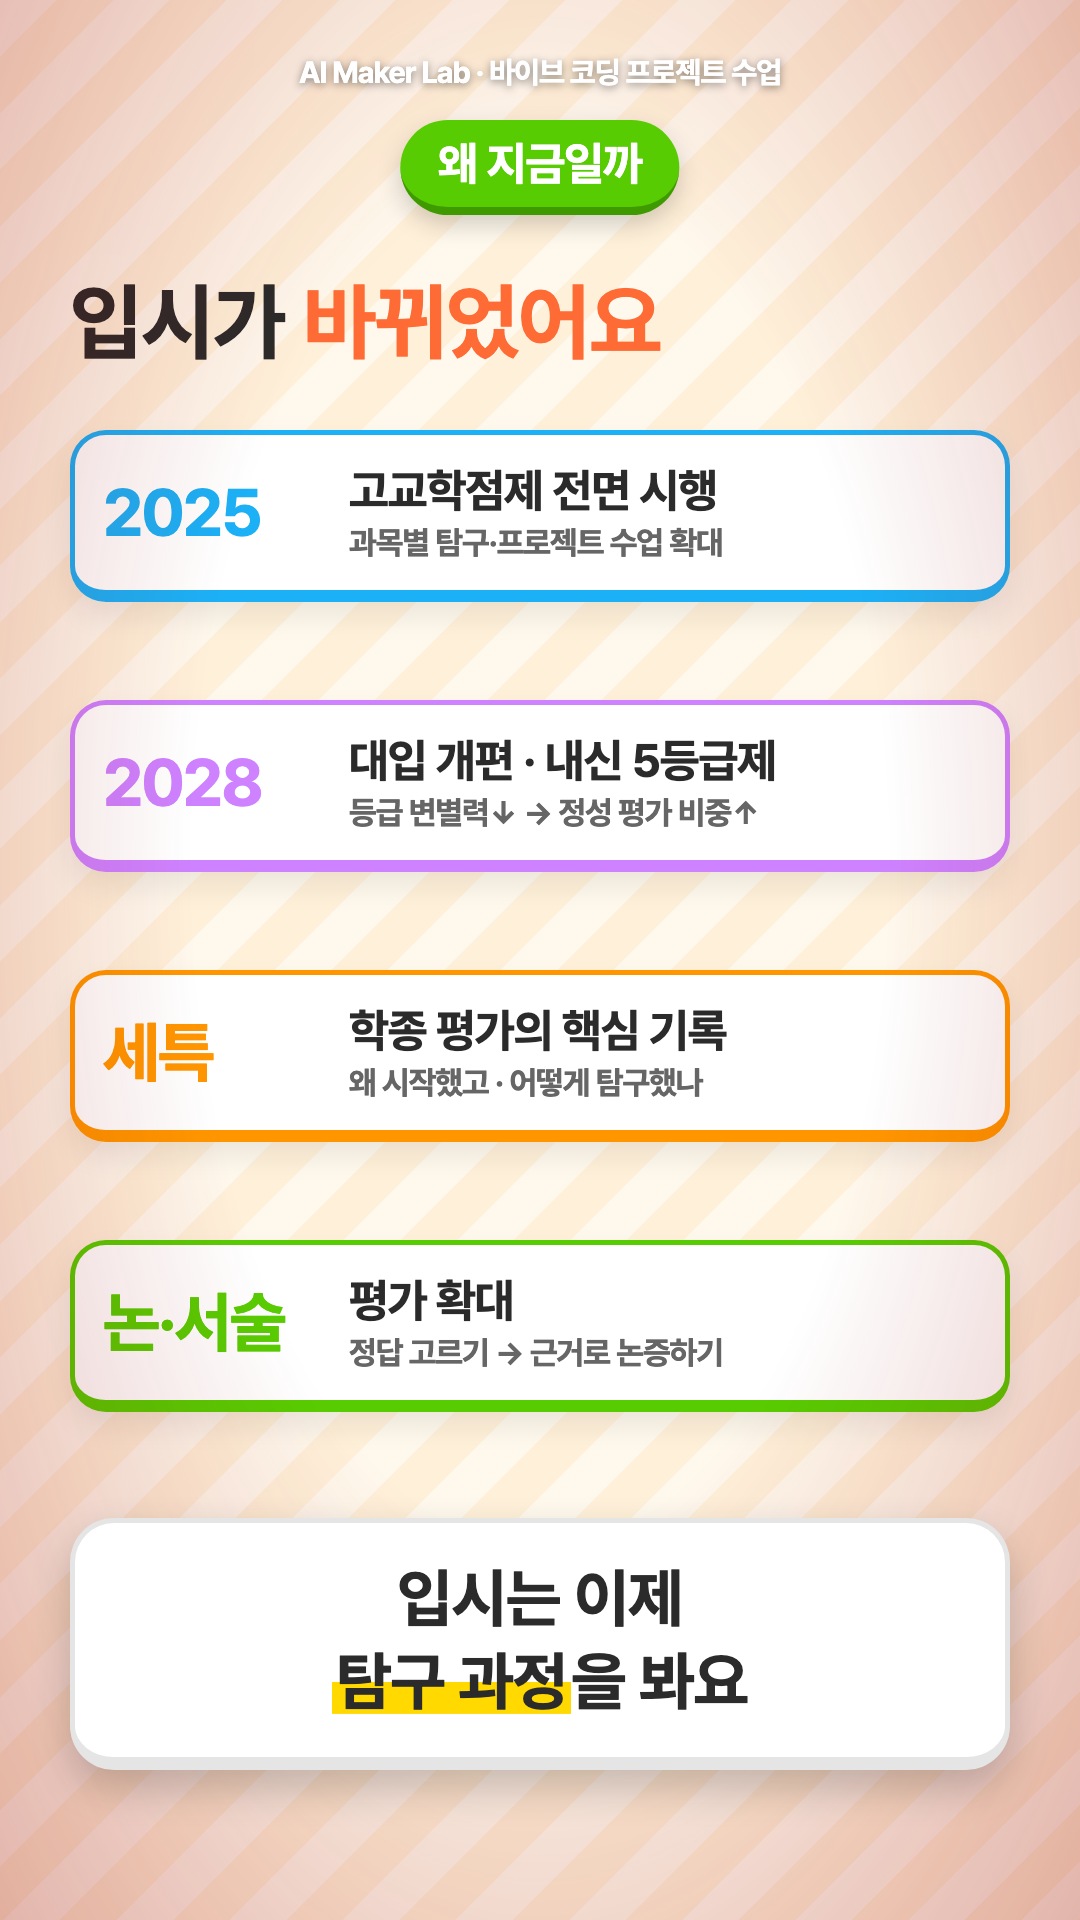 AI Maker Lab · 바이브 코딩 프로젝트 수업
왜 지금일까
입시가 바뀌었어요
2025
고교학점제 전면 시행
과목별 탐구·프로젝트 수업 확대
2028
대입 개편 · 내신 5등급제
등급 변별력↓ → 정성 평가 비중↑
세특
학종 평가의 핵심 기록
왜 시작했고 · 어떻게 탐구했나
논·서술
평가 확대
정답 고르기 → 근거로 논증하기
입시는 이제
탐구 과정을 봐요